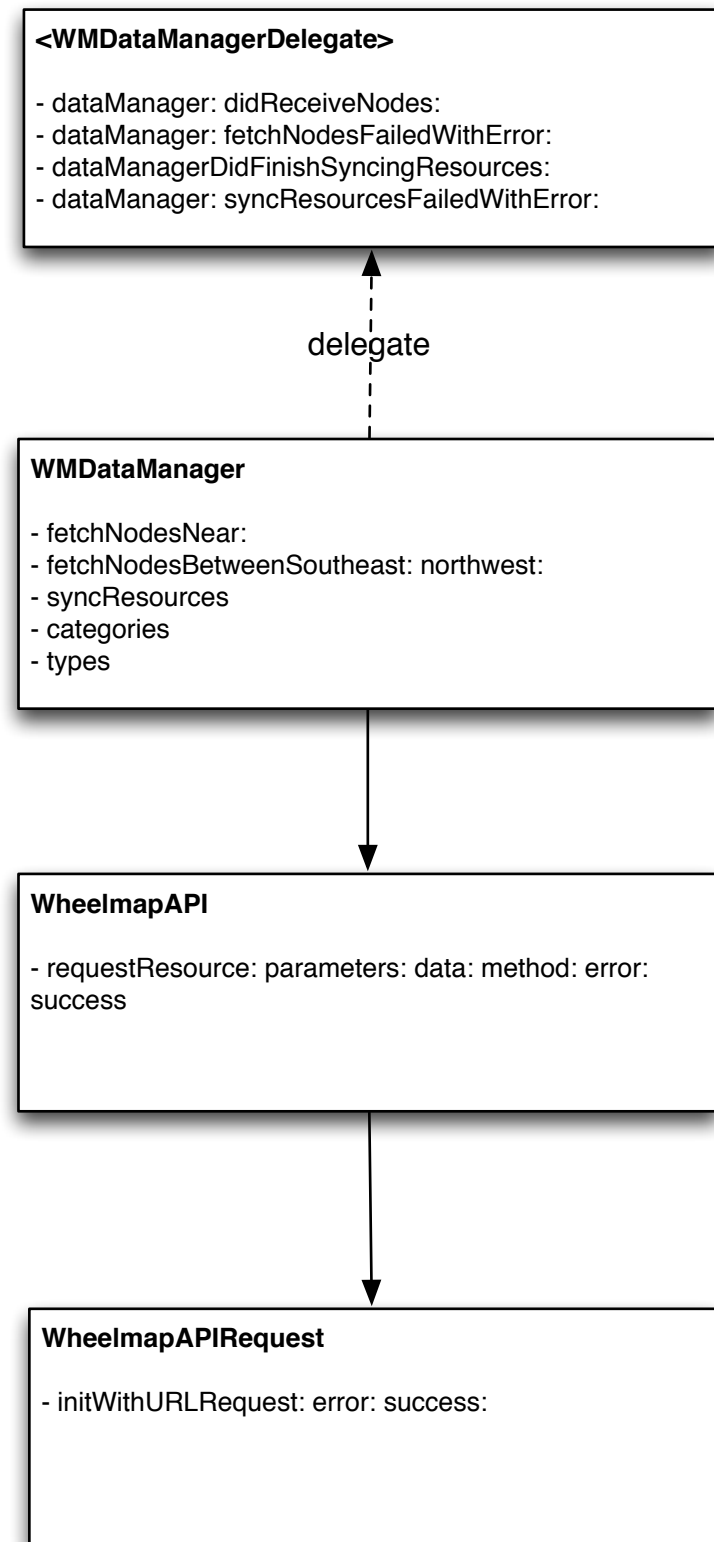 <WMDataManagerDelegate>
- dataManager: didReceiveNodes:
- dataManager: fetchNodesFailedWithError:
- dataManagerDidFinishSyncingResources:
- dataManager: syncResourcesFailedWithError:
delegate
WMDataManager
- fetchNodesNear:
- fetchNodesBetweenSoutheast: northwest:
- syncResources
- categories
- types
WheelmapAPI
- requestResource: parameters: data: method: error:
success
WheelmapAPIRequest
- initWithURLRequest: error: success: